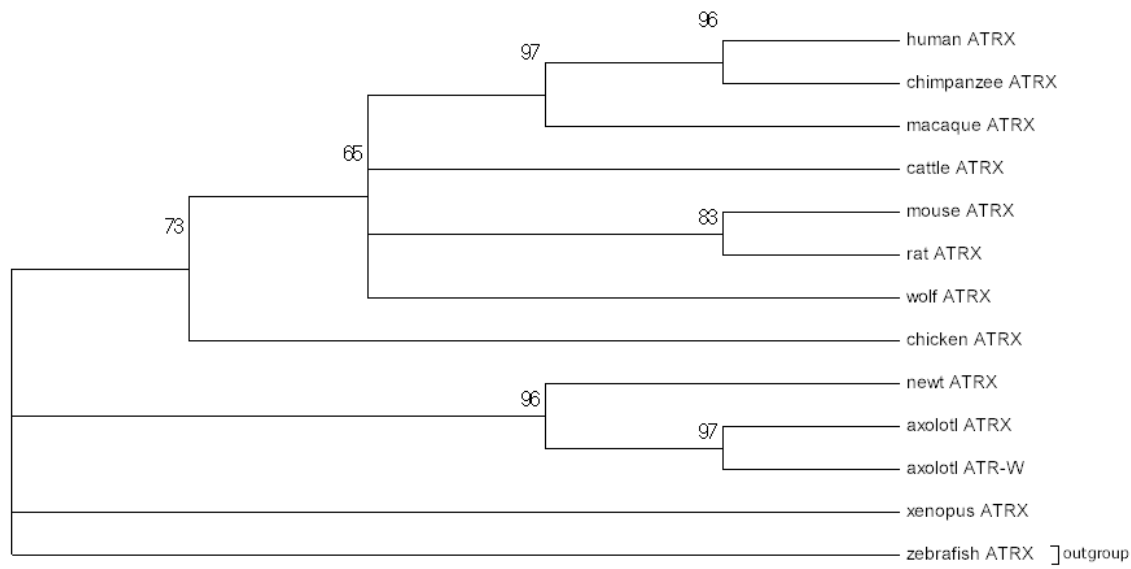 96
human ATRX
97
chimpanzee ATRX
macaque ATRX
65
cattle ATRX
83
mouse ATRX
73
rat ATRX
wolf ATRX
chicken ATRX
96
newt ATRX
97
axolotl ATRX
axolotl ATR-W
xenopus ATRX
zebrafish ATRX ] outgroup